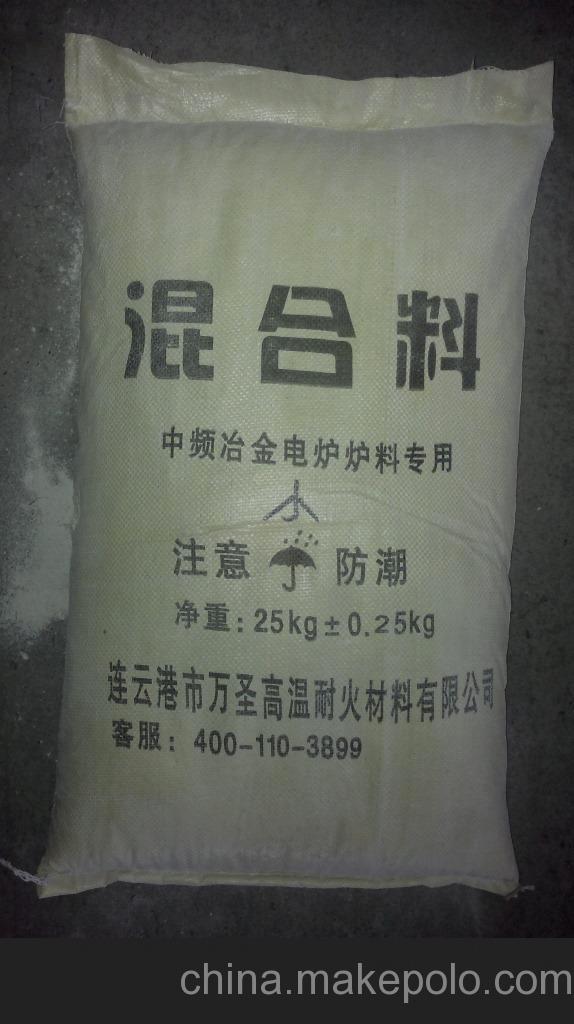 混合料
中频冶金电炉炉料专用
注意 防潮
净重:25kg±0.25kg
连云港市万圣高温耐火材料有限公司
客服:400-110-3899
china.makepolo.com